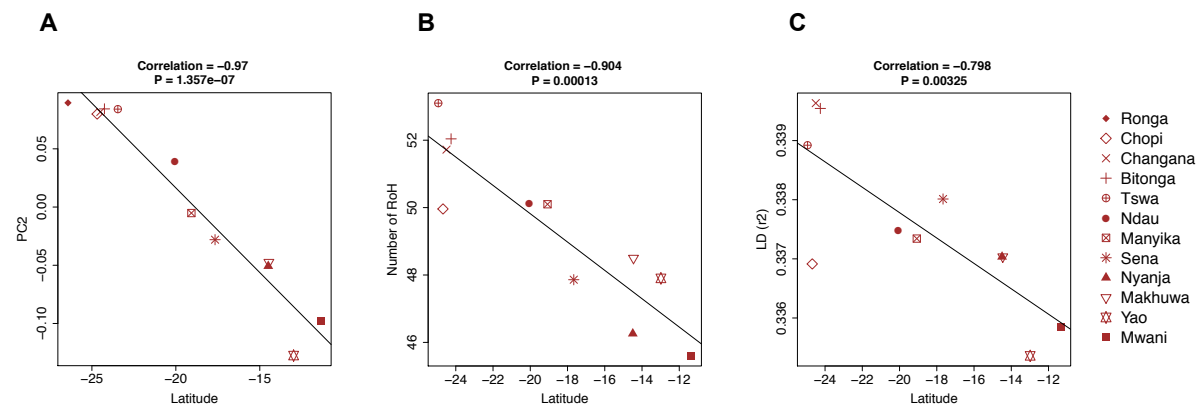 A
Correlation = −0.97
P = 1.357e−07
PC2
0.05
0.00
−0.05
−0.10
−25
−20
−15
Latitude
B
Correlation = −0.904
P = 0.00013
Number of RoH
52
50
48
46
−24
−22
−20
−18
−16
−14
−12
Latitude
C
Correlation = −0.798
P = 0.00325
LD (r2)
0.339
0.338
0.337
0.336
−24
−22
−20
−18
−16
−14
−12
Latitude
Ronga
Chopi
Changana
Bitonga
Tswa
Ndau
Manyika
Sena
Nyanja
Makhuwa
Yao
Mwani